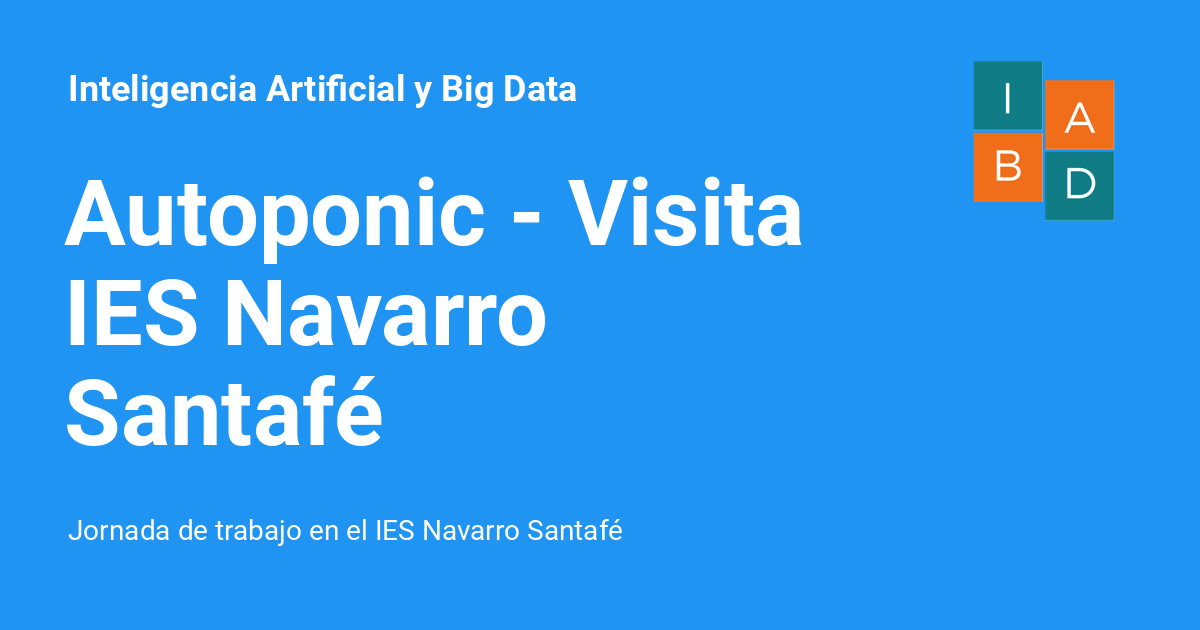 Inteligencia Artificial y Big Data
I
A
B
D
Autoponic - Visita
IES Navarro
Santafé
Jornada de trabajo en el IES Navarro Santafé